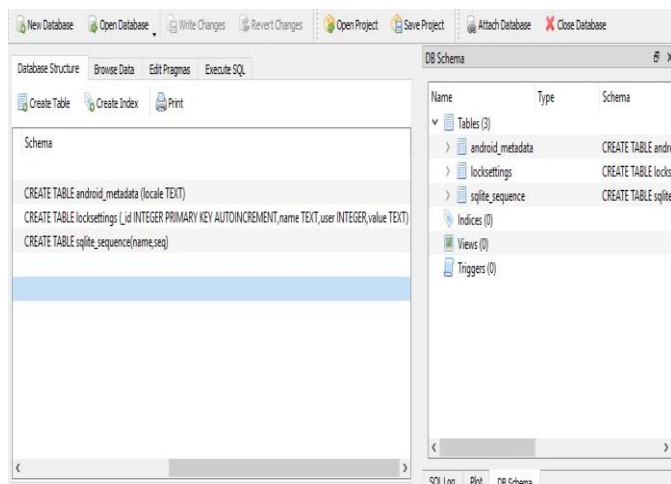 New Database Open Database Write Changes Revert Changes Open Project Save Project Attach Database Close Database
Database Structure Browse Data Edit Pragmas Execute SQL
Create Table Create Index Print
Schema
CREATE TABLE android_metadata (locale TEXT)
CREATE TABLE locksettings (_id INTEGER PRIMARY KEY AUTOINCREMENT,name TEXT,user INTEGER,value TEXT)
CREATE TABLE sqlite_sequence(name,seq)
DB Schema
Name Type Schema
Tables (3)
android_metadata CREATE TABLE andro
locksettings CREATE TABLE locks
sqlite_sequence CREATE TABLE sqlite
Indices (0)
Views (0)
Triggers (0)
SQL Log Plot DB Schema